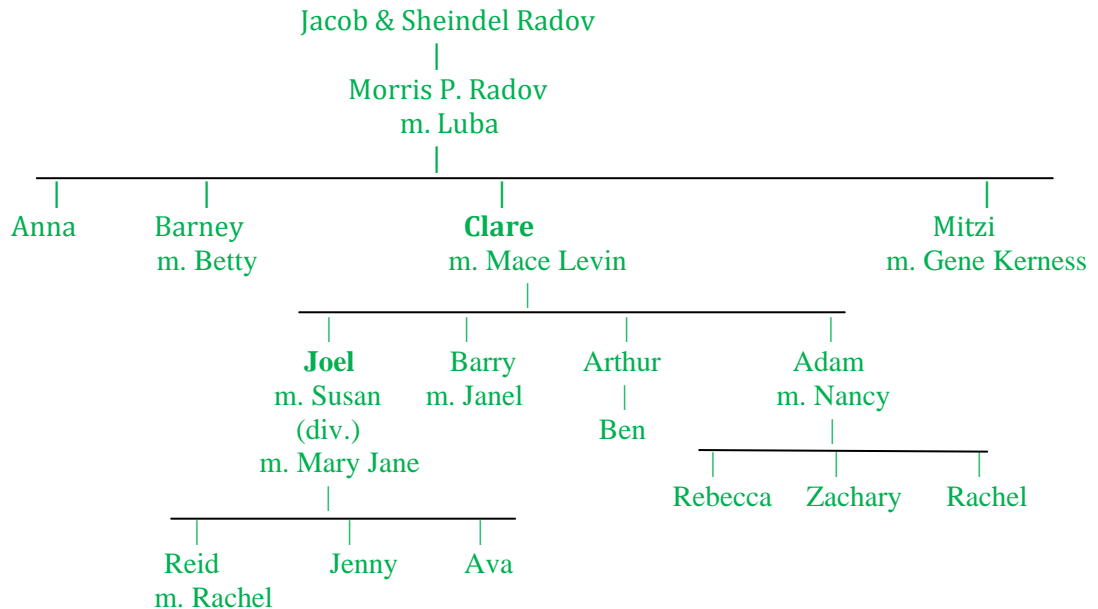 Jacob & Sheindel Radov
Morris P. Radov
m. Luba
Anna Barney Clare Mitzi
m. Betty m. Mace Levin m. Gene Kerness
Joel Barry Arthur Adam
m. Susan m. Janel m. Nancy
(div.) Ben
m. Mary Jane
Rebecca Zachary Rachel
Reid Jenny Ava
m. Rachel